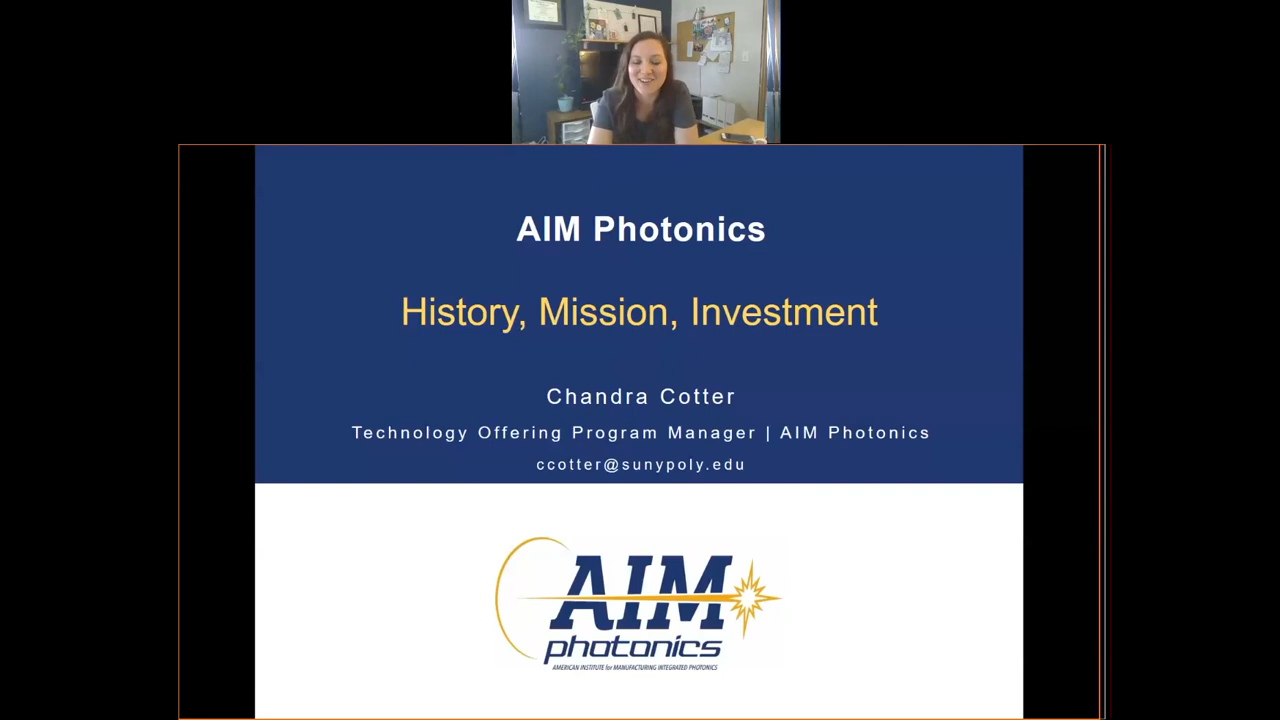 AIM Photonics
History, Mission, Investment
Chandra Cotter
Technology Offering Program Manager | AIM Photonics
ccotter@sunypoly.edu
AIM
photonics
AMERICAN INSTITUTE for MANUFACTURING INTEGRATED PHOTONICS